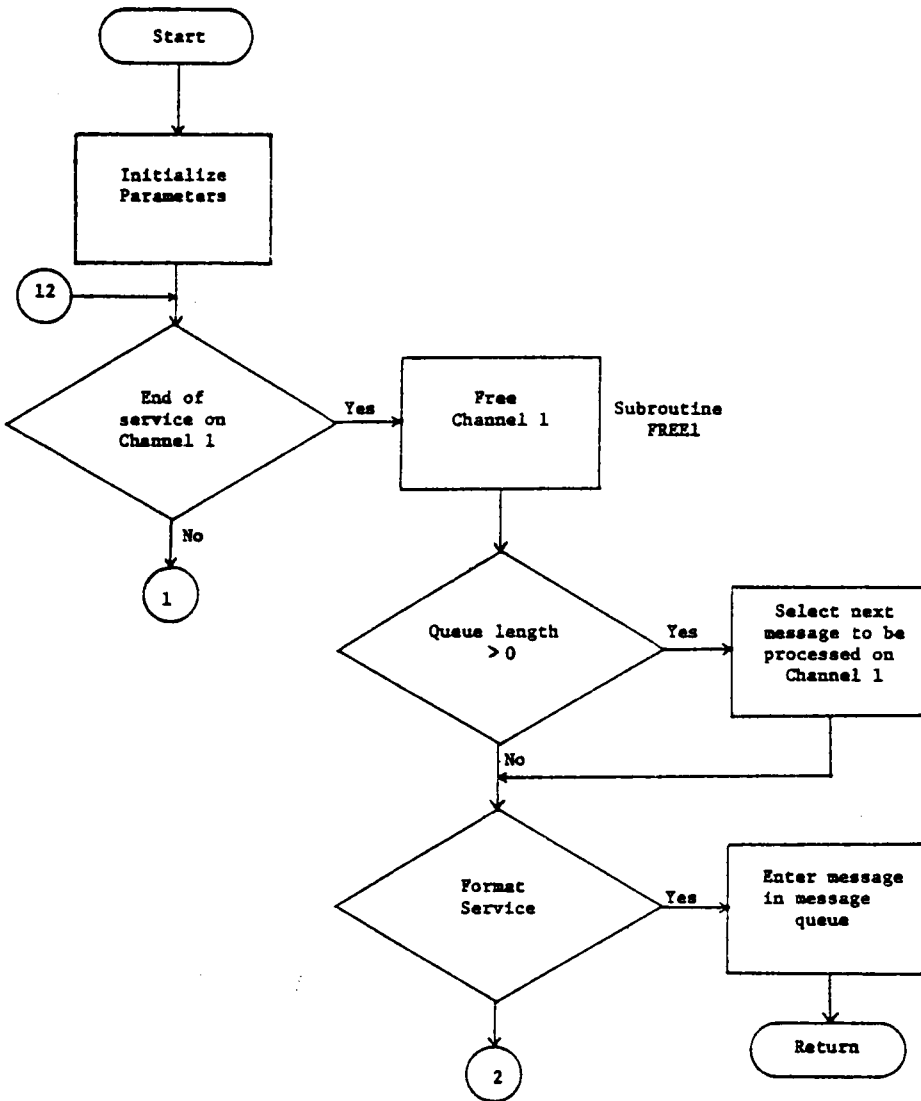 Start
Initialize
Parameters
12
End of
service on
Channel 1
Yes
Free
Channel 1
Subroutine
FREE1
No
1
Queue length
>0
Yes
Select next
message to be
processed on
Channel 1
No
Format
Service
Yes
Enter message
in message
queue
2
Return